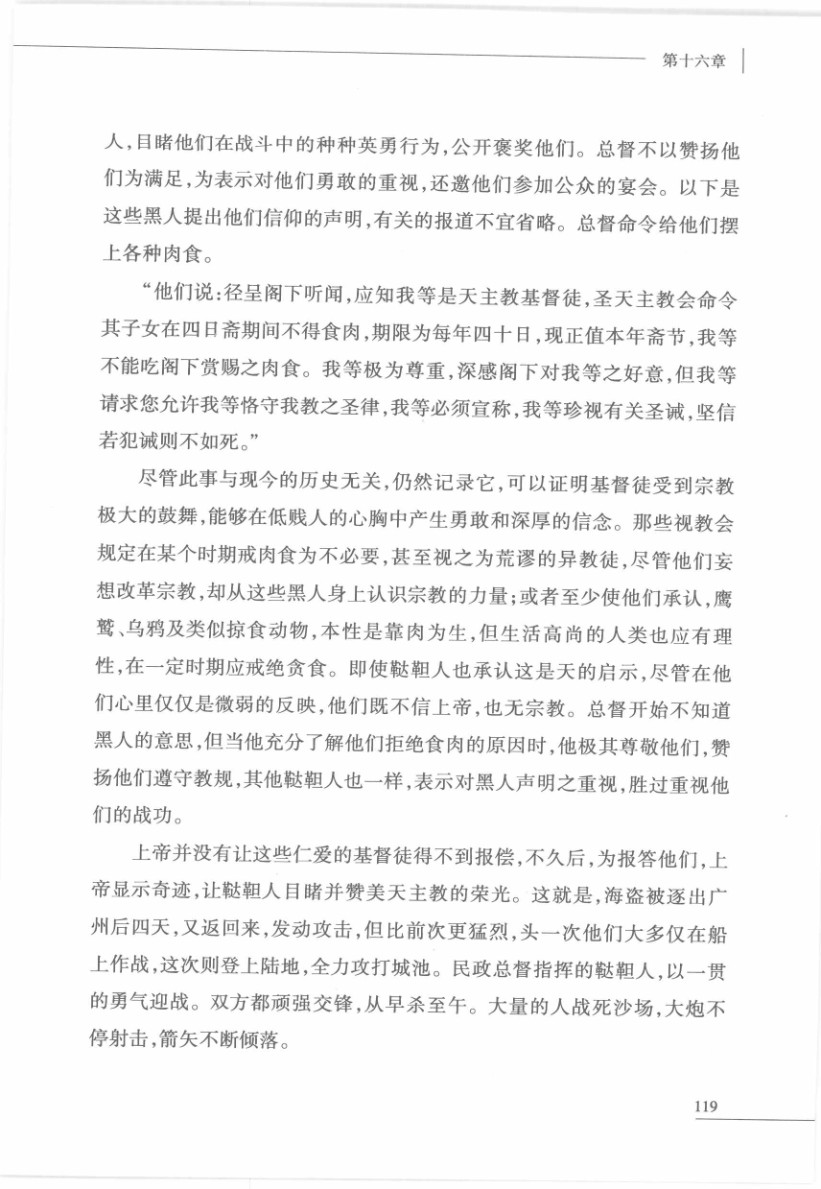 第十六章
人,目睹他们在战斗中的种种英勇行为,公开褒奖他们。总督不以赞扬他
们为满足,为表示对他们勇敢的重视,还邀他们参加公众的宴会。以下是
这些黑人提出他们信仰的声明,有关的报道不宜省略。总督命令给他们摆
上各种肉食。
“他们说:径呈阁下听闻,应知我等是天主教基督徒,圣天主教会命令
其子女在四日斋期间不得食肉,期限为每年四十日,现正值本年斋节,我等
不能吃阁下赏赐之肉食。我等极为尊重,深感阁下对我等之好意,但我等
请求您允许我等恪守我教之圣律,我等必须宣称,我等珍视有关圣诫,坚信
若犯诫则不如死。”
尽管此事与现今的历史无关,仍然记录它,可以证明基督徒受到宗教
极大的鼓舞,能够在低贱人的心胸中产生勇敢和深厚的信念。那些视教会
规定在某个时期戒肉食为不必要,甚至视之为荒谬的异教徒,尽管他们妄
想改革宗教,却从这些黑人身上认识宗教的力量;或者至少使他们承认,鹰
鹫、乌鸦及类似掠食动物,本性是靠肉为生,但生活高尚的人类也应有理
性,在一定时期应戒绝贪食。即使鞑靼人也承认这是天的启示,尽管在他
们心里仅仅是微弱的反映,他们既不信上帝,也无宗教。总督开始不知道
黑人的意思,但当他充分了解他们拒绝食肉的原因时,他极其尊敬他们,赞
扬他们遵守教规,其他鞑靼人也一样,表示对黑人声明之重视,胜过重视他
们的战功。
上帝并没有让这些仁爱的基督徒得不到报偿,不久后,为报答他们,上
帝显示奇迹,让鞑靼人目睹并赞美天主教的荣光。这就是,海盗被逐出广
州后四天,又返回来,发动攻击,但比前次更猛烈,头一次他们大多仅在船
上作战,这次则登上陆地,全力攻打城池。民政总督指挥的鞑靼人,以一贯
的勇气迎战。双方都顽强交锋,从早杀至午。大量的人战死沙场,大炮不
停射击,箭矢不断倾落。
119